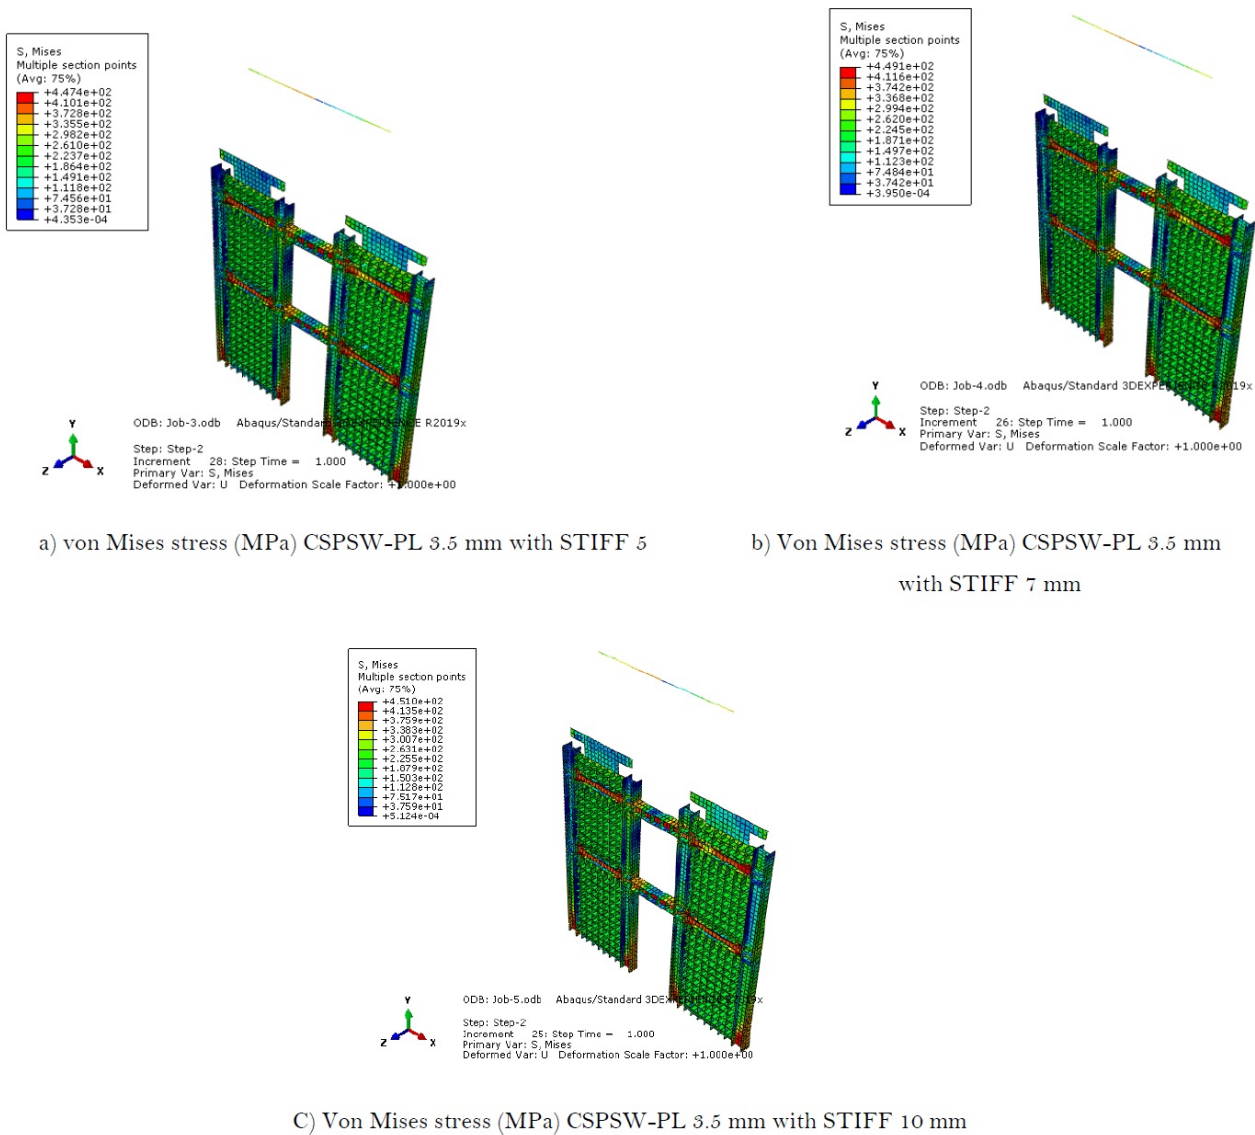 S, Mises
Multiple section points
(Avg: 75%)
+4.474e+02
+4.101e+02
+3.728e+02
+3.355e+02
+2.982e+02
+2.610e+02
+2.237e+02
+1.864e+02
+1.491e+02
+1.118e+02
+7.456e+01
+3.728e+01
+4.353e-04
Y
Z
X
ODB: Job-3.odb Abaqus/Standard R2019x
Step: Step-2
Increment 28: Step Time = 1.000
Primary Var: S, Mises
Deformed Var: U Deformation Scale Factor: +1.000e+00
a) von Mises stress (MPa) CSPSW-PL 3.5 mm with STIFF 5
S, Mises
Multiple section points
(Avg: 75%)
+4.491e+02
+4.116e+02
+3.742e+02
+3.368e+02
+2.994e+02
+2.620e+02
+2.245e+02
+1.871e+02
+1.497e+02
+1.123e+02
+7.484e+01
+3.742e+01
+3.950e-04
Y
Z
X
ODB: Job-4.odb Abaqus/Standard R2019x
Step: Step-2
Increment 26: Step Time = 1.000
Primary Var: S, Mises
Deformed Var: U Deformation Scale Factor: +1.000e+00
b) Von Mises stress (MPa) CSPSW-PL 3.5 mm
with STIFF 7 mm
S, Mises
Multiple section points
(Avg: 75%)
+4.510e+02
+4.135e+02
+3.759e+02
+3.383e+02
+3.007e+02
+2.631e+02
+2.255e+02
+1.879e+02
+1.503e+02
+1.128e+02
+7.517e+01
+3.759e+01
+5.124e-04
Y
Z
X
ODB: Job-5.odb Abaqus/Standard
Step: Step-2
Increment 25: Step Time = 1.000
Primary Var: S, Mises
Deformed Var: U Deformation Scale Factor: +1.000e+00
C) Von Mises stress (MPa) CSPSW-PL 3.5 mm with STIFF 10 mm